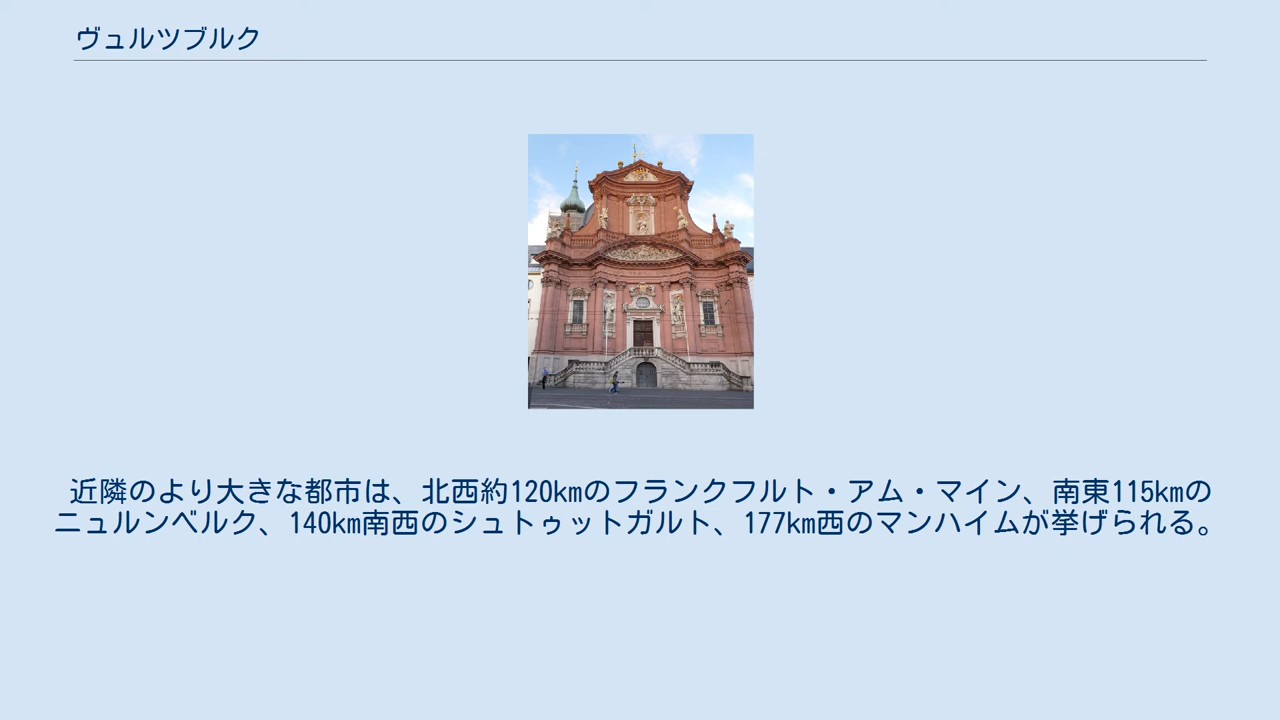 ヴュルツブルク
近隣のより大きな都市は、北西約120kmのフランクフルト・アム・マイン、南東115kmの
ニュルンベルク、140km南西のシュトゥットガルト、177km西のマンハイムが挙げられる。